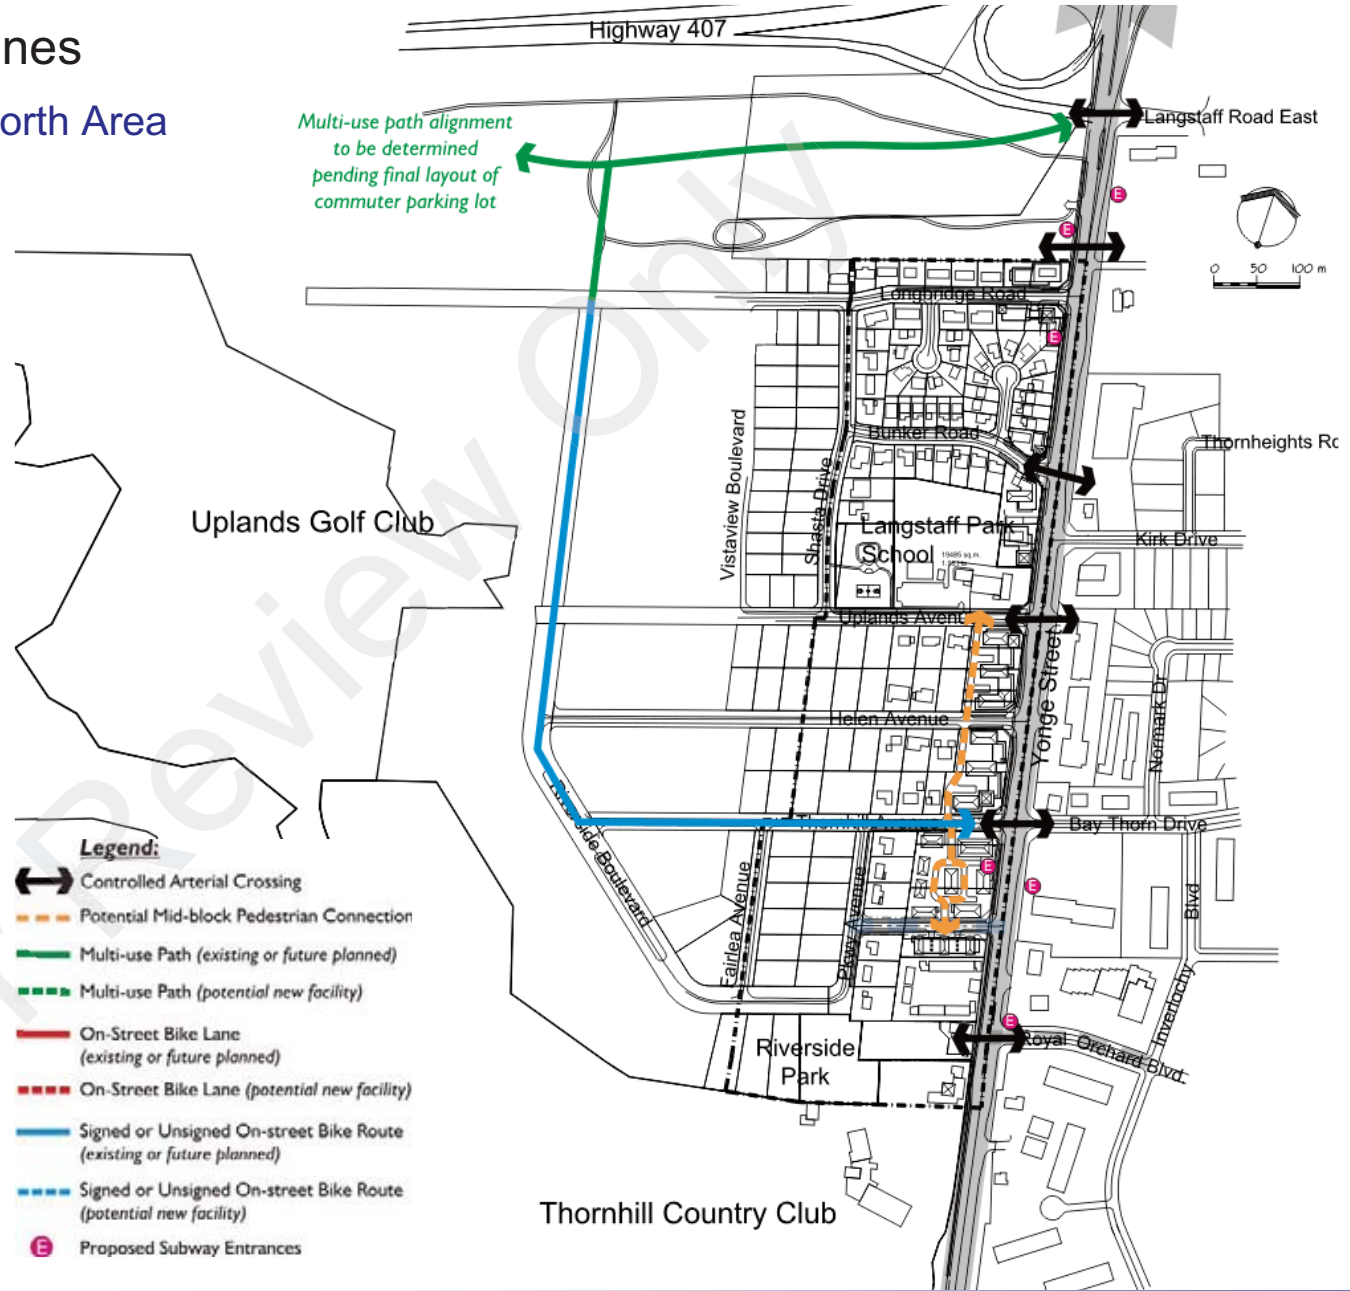 nes
orth Area
Highway 407
Langstaff Road East
Multi-use path alignment
to be determined
pending final layout of
commuter parking lot
E
E
0 50 100 m
Longbridge Road
E
Bunker Road
Thornheights Rd
Vistaview Boulevard
Shasta Drive
Uplands Golf Club
Langstaff Park
School
19485 sq.m.
Kirk Drive
Uplands Avenue
Yonge Street
Helen Avenue
Normark Dr
Bay Thorn Drive
Riverside Boulevard
Fairlea Avenue
Pkwy Avenue
E
E
Blvd
Inverlochy
E
Royal Orchard Blvd.
Riverside
Park
Thornhill Country Club
Legend:
Controlled Arterial Crossing
Potential Mid-block Pedestrian Connection
Multi-use Path (existing or future planned)
Multi-use Path (potential new facility)
On-Street Bike Lane
(existing or future planned)
On-Street Bike Lane (potential new facility)
Signed or Unsigned On-street Bike Route
(existing or future planned)
Signed or Unsigned On-street Bike Route
(potential new facility)
E Proposed Subway Entrances
Review Only